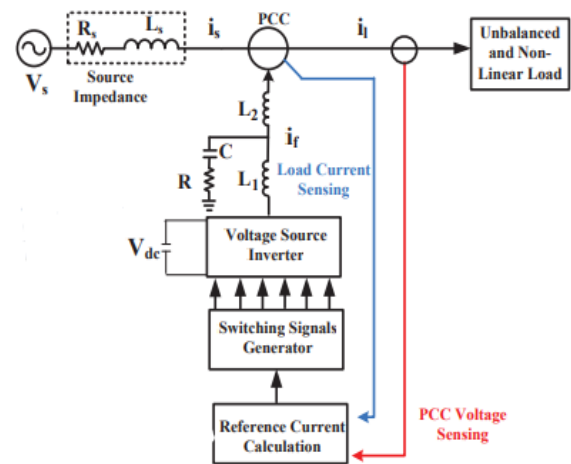 Rs
Ls
is
PCC
il
Vs
Source
Impedance
Unbalanced
and Non-
Linear Load
L2
if
C
R
L1
Load Current
Sensing
Vdc
Voltage Source
Inverter
Switching Signals
Generator
Reference Current
Calculation
PCC Voltage
Sensing